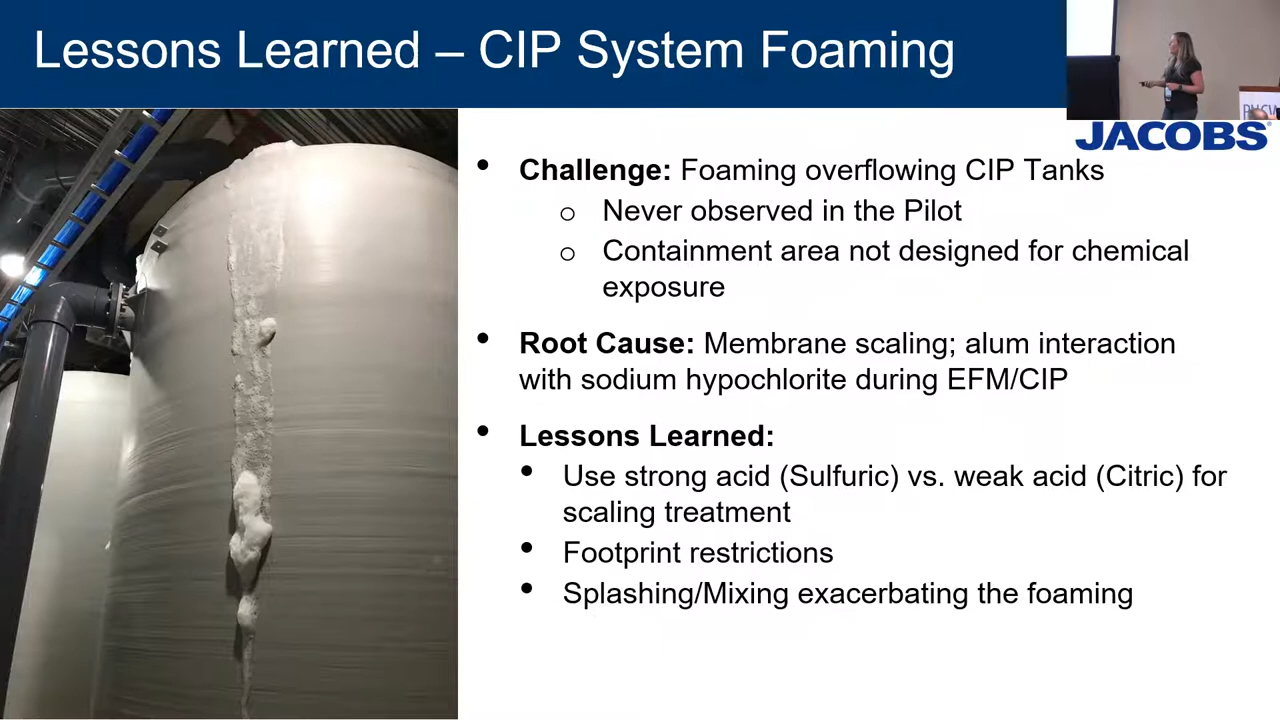 Lessons Learned – CIP System Foaming
JACOBS
• Challenge: Foaming overflowing CIP Tanks
o Never observed in the Pilot
o Containment area not designed for chemical
exposure
• Root Cause: Membrane scaling; alum interaction
with sodium hypochlorite during EFM/CIP
• Lessons Learned:
• Use strong acid (Sulfuric) vs. weak acid (Citric) for
scaling treatment
• Footprint restrictions
• Splashing/Mixing exacerbating the foaming